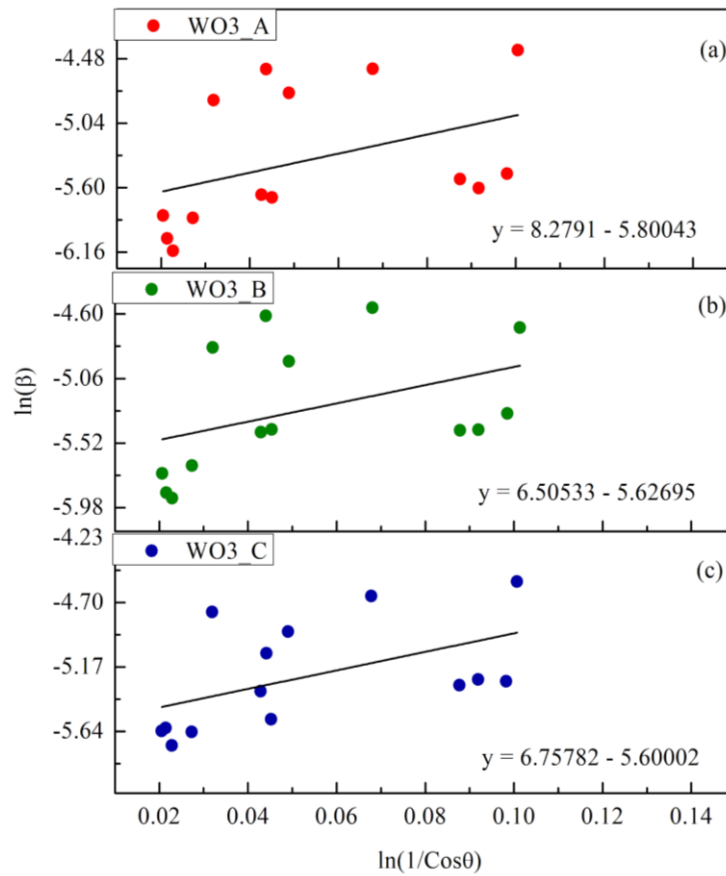 WO3_A
(a)
-4.48
-5.04
-5.60
-6.16
y = 8.2791 - 5.80043
WO3_B
(b)
-4.60
-5.06
-5.52
-5.98
y = 6.50533 - 5.62695
ln(β)
-4.23
WO3_C
(c)
-4.70
-5.17
-5.64
y = 6.75782 - 5.60002
0.02 0.04 0.06 0.08 0.10 0.12 0.14
ln(1/Cosθ)